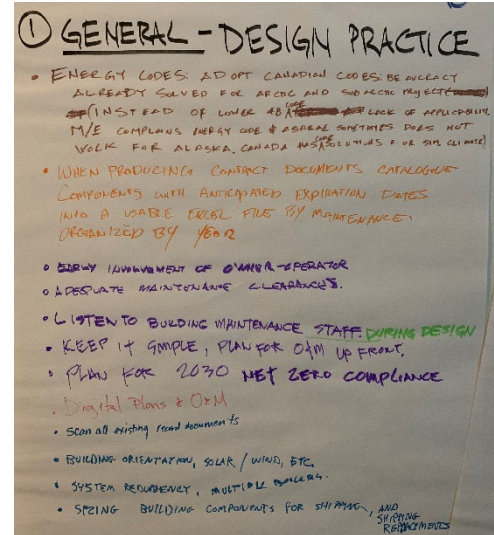 ① GENERAL - DESIGN PRACTICE
• ENERGY CODES: ADOPT CANADIAN CODES:
ALREADY SOLVED FOR ARCTIC AND SUBARCTIC PROJECT
(INSTEAD OF LOWER 48 CODE LACK OF APPLICABILITY.
M/E COMPLAINS ENERGY CODE & ASHRAE SOMETIMES DOES NOT
WORK FOR ALASKA. CANADA HAS CODE SOLUTIONS FOR SIM. CLIMATE)
• WHEN PRODUCING CONTRACT DOCUMENTS CATALOGUE
COMPONENTS WITH ANTICIPATED EXPIRATION DATES
INTO A USABLE EXCEL FILE BY MAINTENANCE.
ORGANIZED BY YEAR
• EARLY INVOLVEMENT OF OWNER-OPERATOR
• ADEQUATE MAINTENANCE CLEARANCES.
• LISTEN TO BUILDING MAINTENANCE STAFF. DURING DESIGN
• KEEP IT SIMPLE, PLAN FOR O&M UP FRONT.
• PLAN FOR 2030 NET ZERO COMPLIANCE
• Digital Plans & O&M
• Scan all existing record documents
• BUILDING ORIENTATION, SOLAR / WIND, ETC.
• SYSTEM REDUNDENCY, MULTIPLE BOILERS.
• SIZING BUILDING COMPONENTS FOR SHIPPING, AND
SHIPPING
REPLACEMENTS